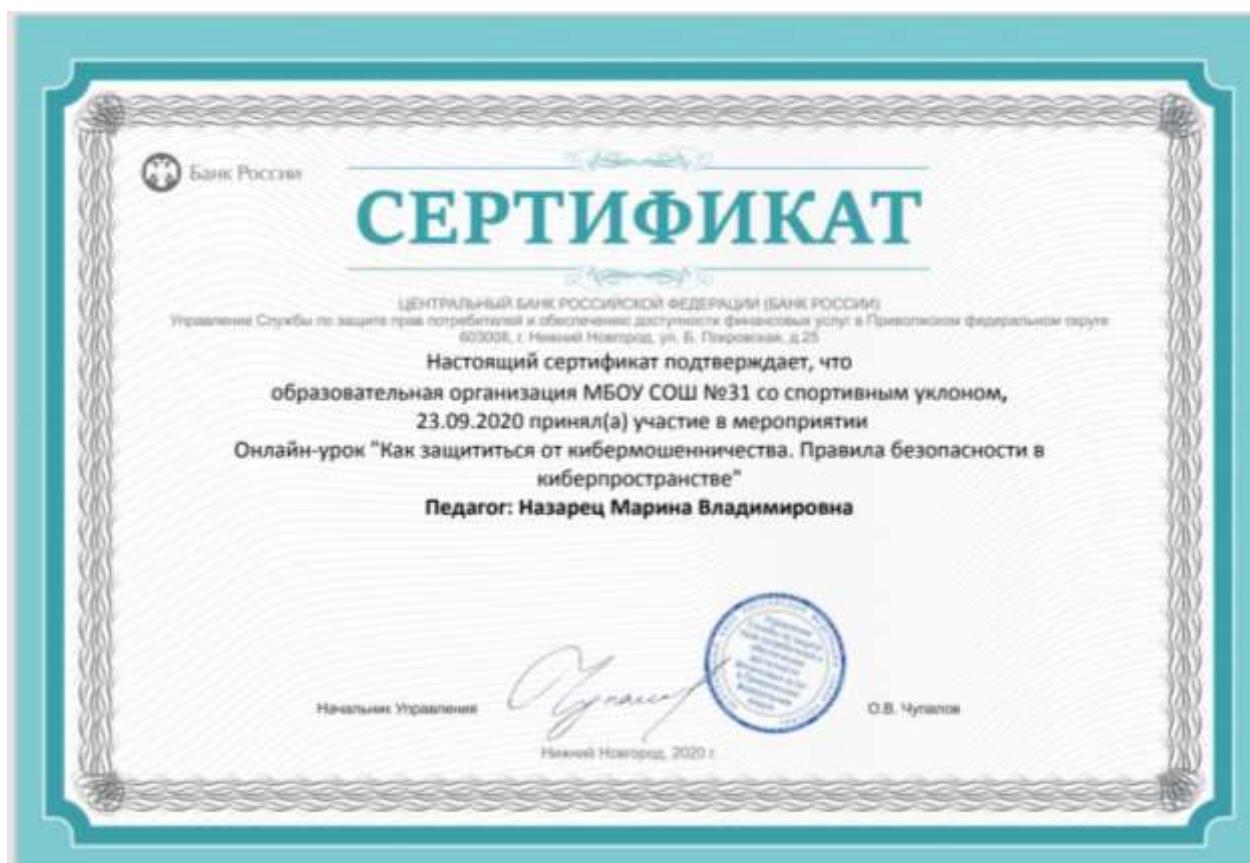 Банк России
СЕРТИФИКАТ
ЦЕНТРАЛЬНЫЙ БАНК РОССИЙСКОЙ ФЕДЕРАЦИИ (БАНК РОССИИ)
Управление Службы по защите прав потребителей и обеспечению доступности финансовых услуг в Приволжском федеральном округе
603008, г. Нижний Новгород, ул. Б. Покровская, д.25
Настоящий сертификат подтверждает, что
образовательная организация МБОУ СОШ №31 со спортивным уклоном,
23.09.2020 принял(а) участие в мероприятии
Онлайн-урок "Как защититься от кибермошенничества. Правила безопасности в
киберпространстве"
Педагог: Назарец Марина Владимировна
Начальник Управления
О.В. Чупалов
Нижний Новгород, 2020 г.